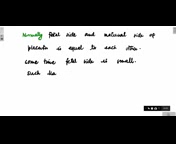 Normally fetal side and maternal side of
placenta is equal to each other.
some time fetal side is small.
such